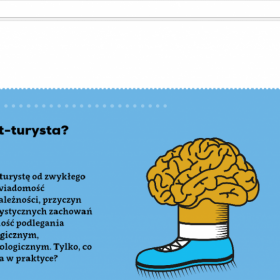 t-turysta?
turystę od zwykłego
wiadomość
ależności, przyczyn
ystycznych zachowań
ość podlegania
gicznym,
ologicznym. Tylko, co
a w praktyce?